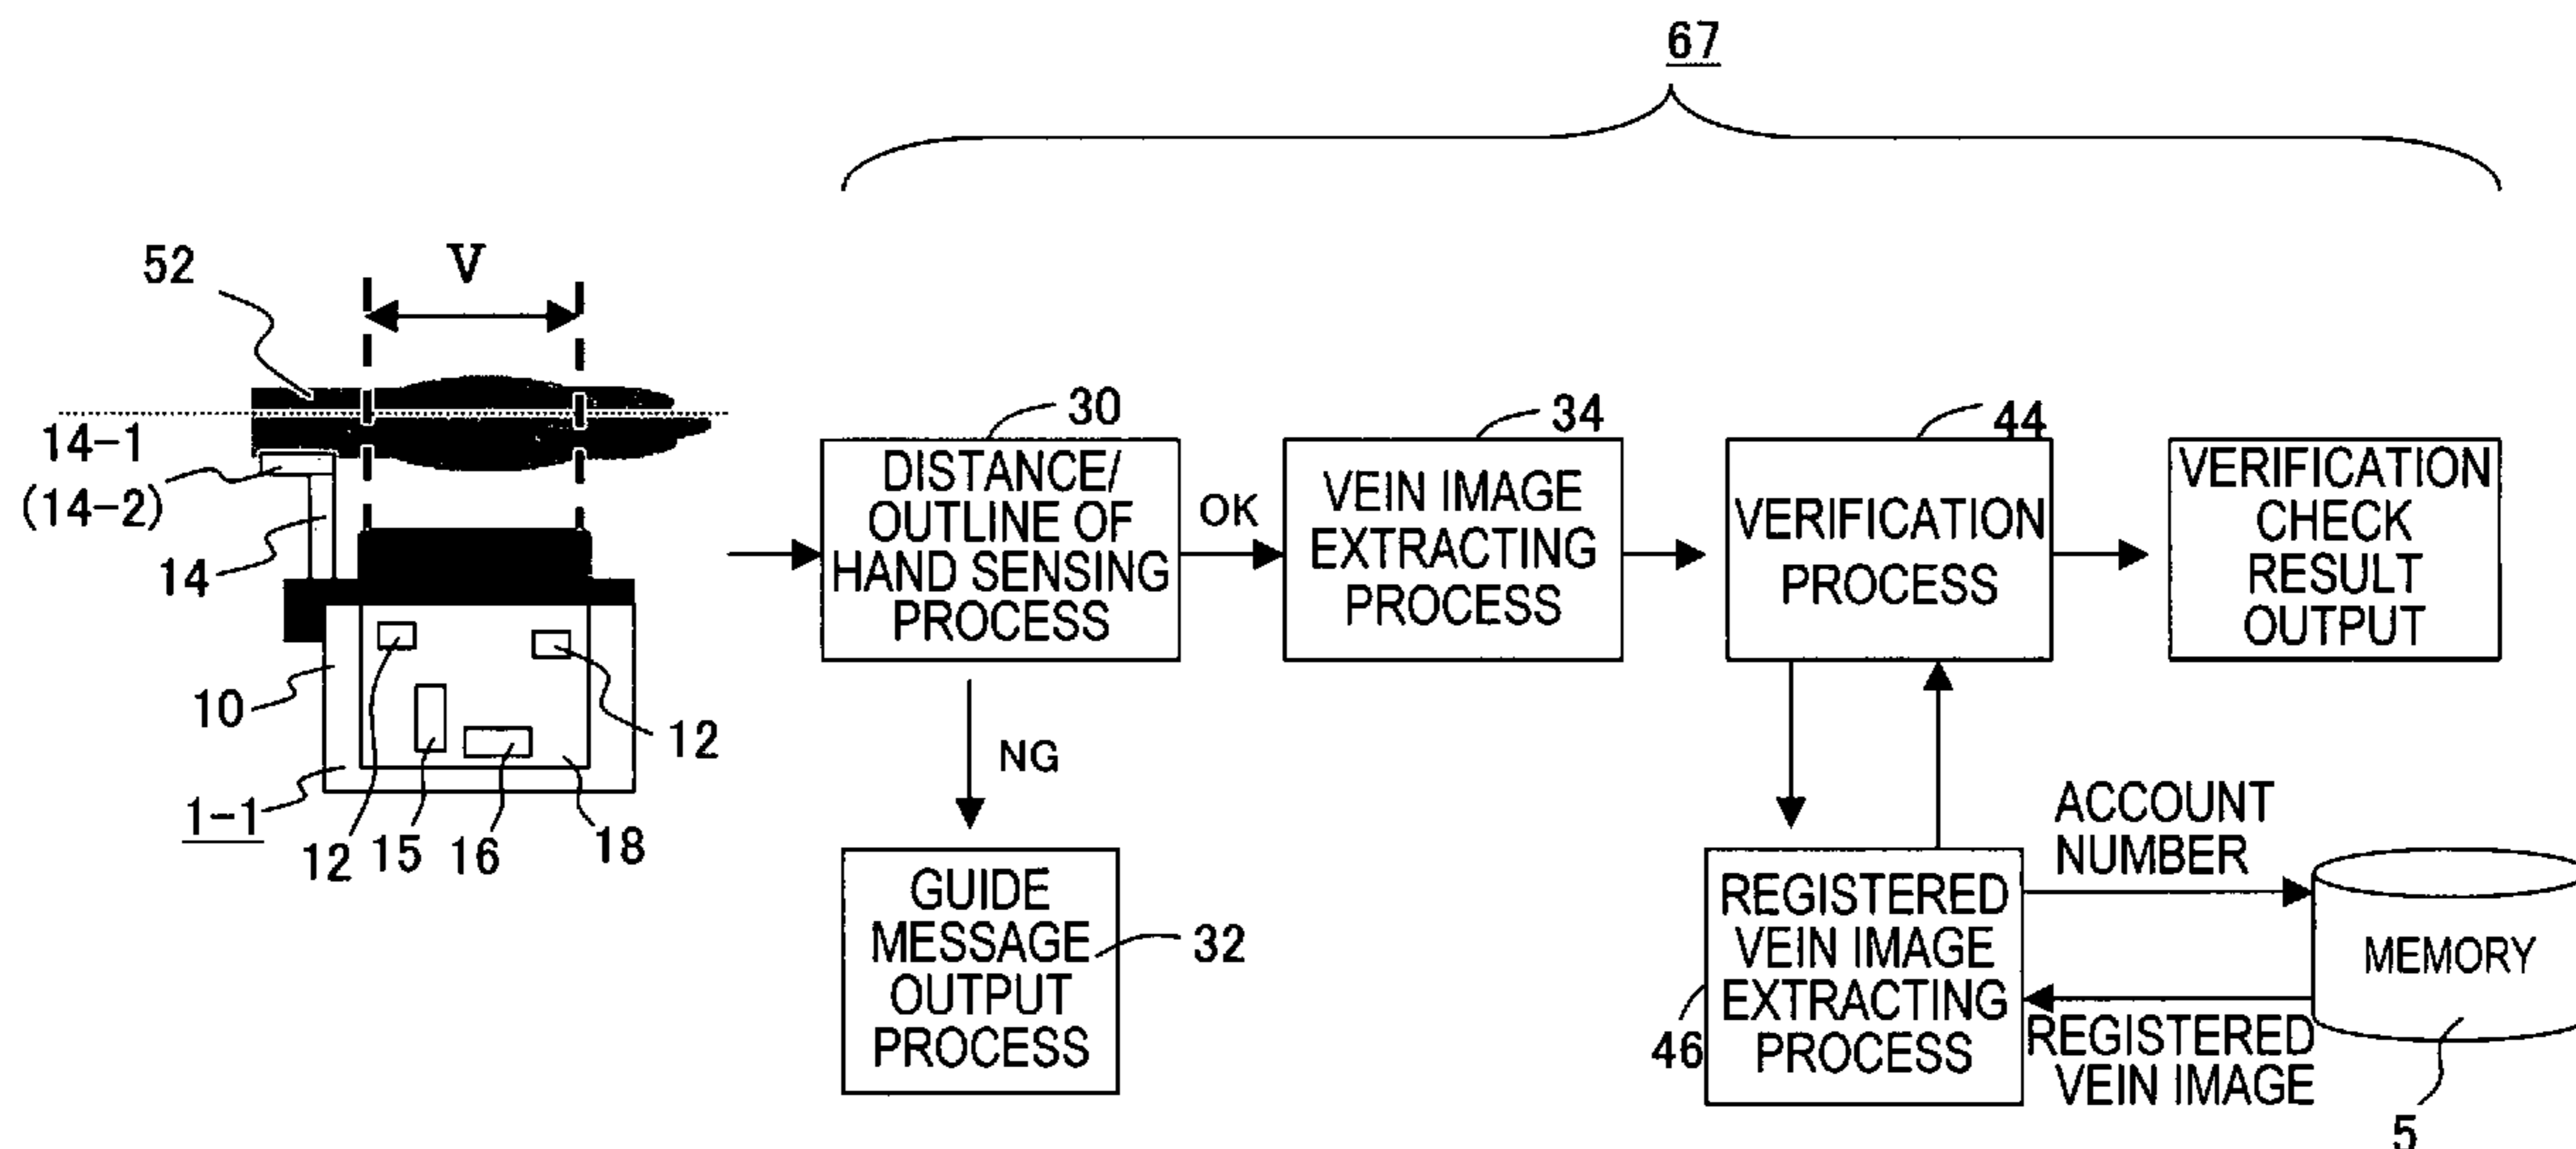 67
V
52
14-1
(14-2)
14
10
1-1
12
15
16
18
12
30
DISTANCE/
OUTLINE OF
HAND SENSING
PROCESS
OK
NG
GUIDE
MESSAGE
OUTPUT
PROCESS
32
34
VEIN IMAGE
EXTRACTING
PROCESS
44
VERIFICATION
PROCESS
VERIFICATION
CHECK
RESULT
OUTPUT
REGISTERED
VEIN IMAGE
EXTRACTING
PROCESS
46
ACCOUNT
NUMBER
REGISTERED
VEIN IMAGE
MEMORY
5